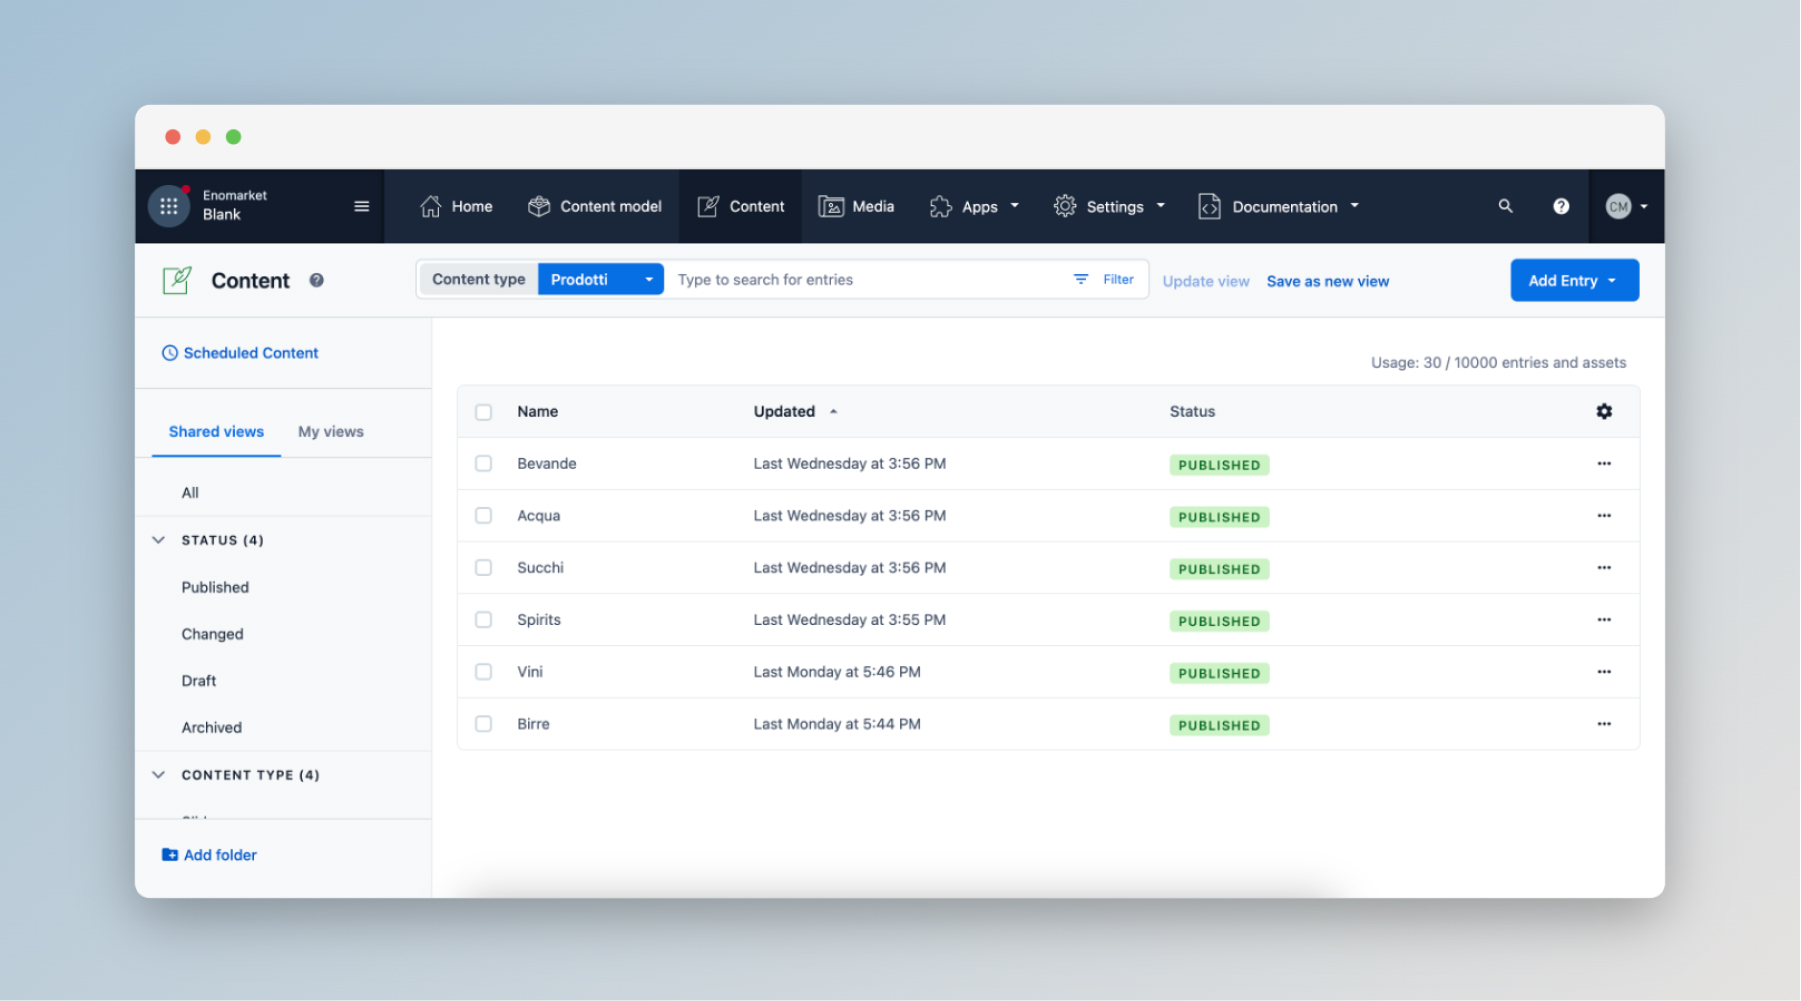 Enomarket
Blank
Home
Content model
Content
Media
Apps
Settings
Documentation
?
CM
Content
?
Content type
Prodotti
Type to search for entries
Filter
Update view
Save as new view
Add Entry
Scheduled Content
Usage: 30 / 10000 entries and assets
Shared views
My views
All
STATUS (4)
Published
Changed
Draft
Archived
CONTENT TYPE (4)
Add folder
Name
Updated
Status
Bevande
Last Wednesday at 3:56 PM
PUBLISHED
Acqua
Last Wednesday at 3:56 PM
PUBLISHED
Succhi
Last Wednesday at 3:56 PM
PUBLISHED
Spirits
Last Wednesday at 3:55 PM
PUBLISHED
Vini
Last Monday at 5:46 PM
PUBLISHED
Birre
Last Monday at 5:44 PM
PUBLISHED